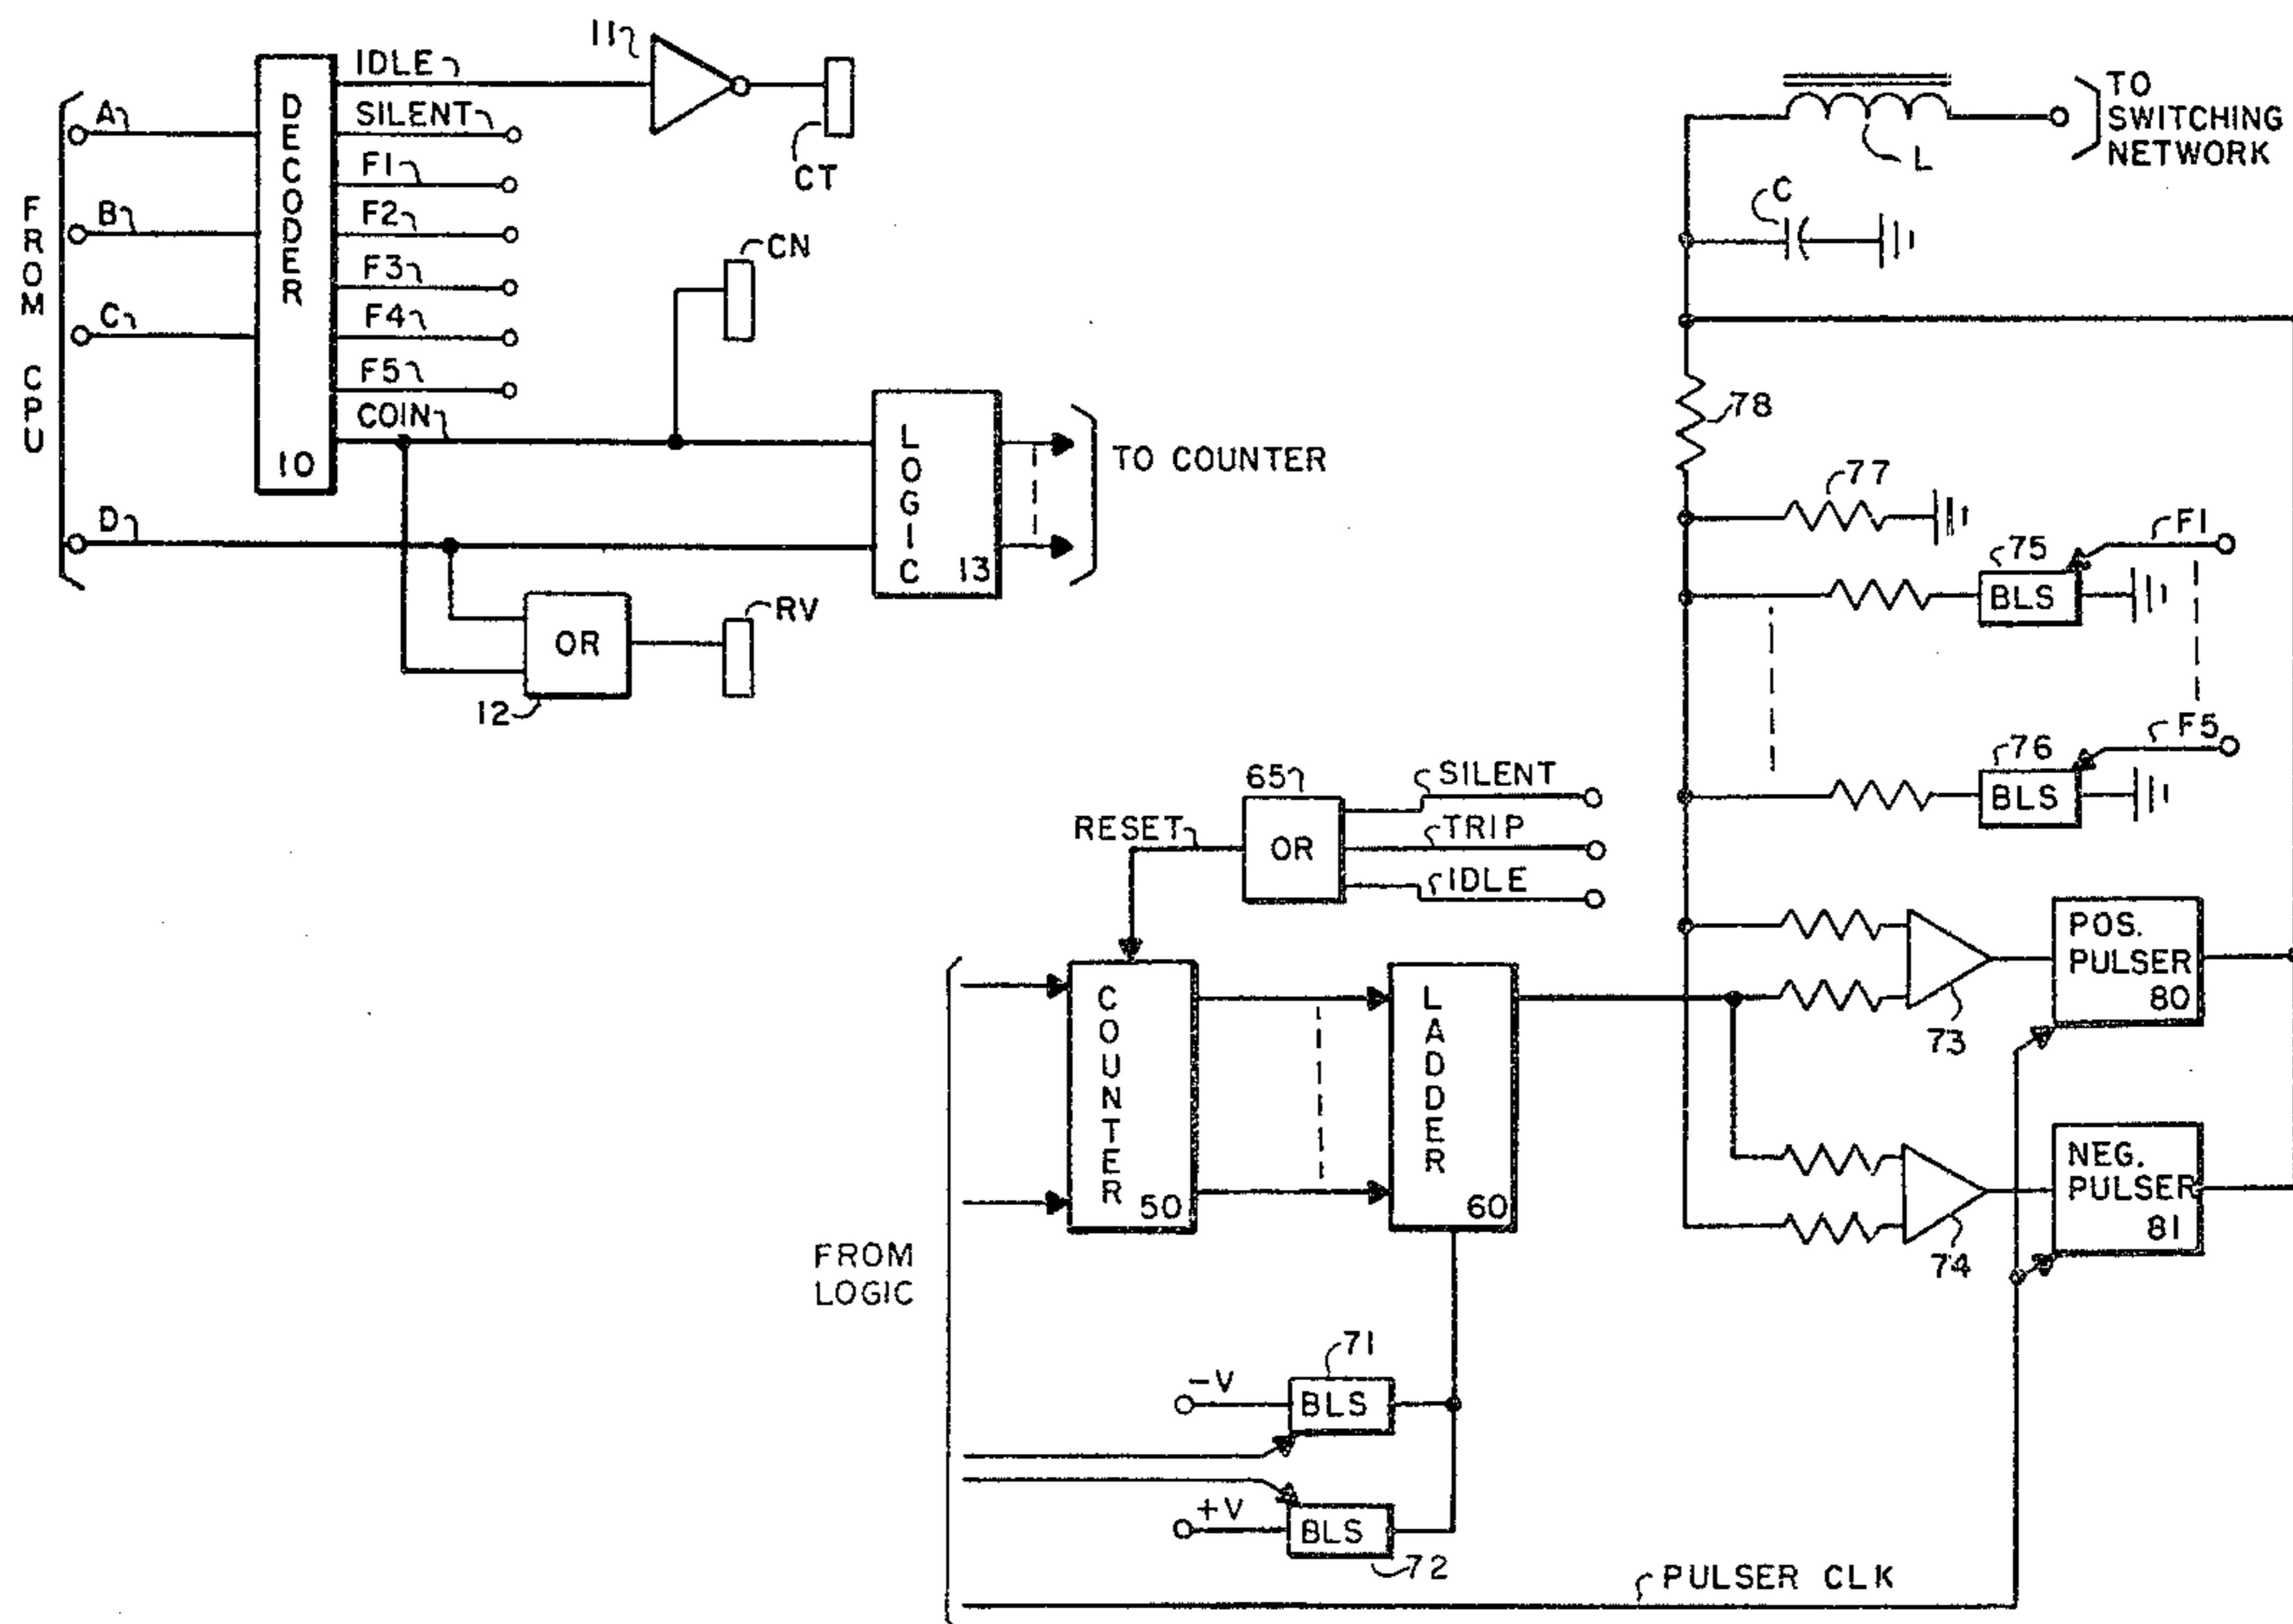 11
IDLE
A
DECODER
SILENT
CT
F1
B
F2
CN
F3
C
F4
F5
COIN
10
FROM CPU
D
LOGIC
13
TO COUNTER
OR
RV
12
TO
SWITCHING
NETWORK
L
C
78
77
F1
75
BLS
F5
76
BLS
65
SILENT
RESET
OR
TRIP
IDLE
COUNTER
50
LADDER
60
POS.
PULSER
80
73
NEG.
PULSER
81
74
FROM
LOGIC
71
-V
BLS
+V
BLS
72
PULSER CLK